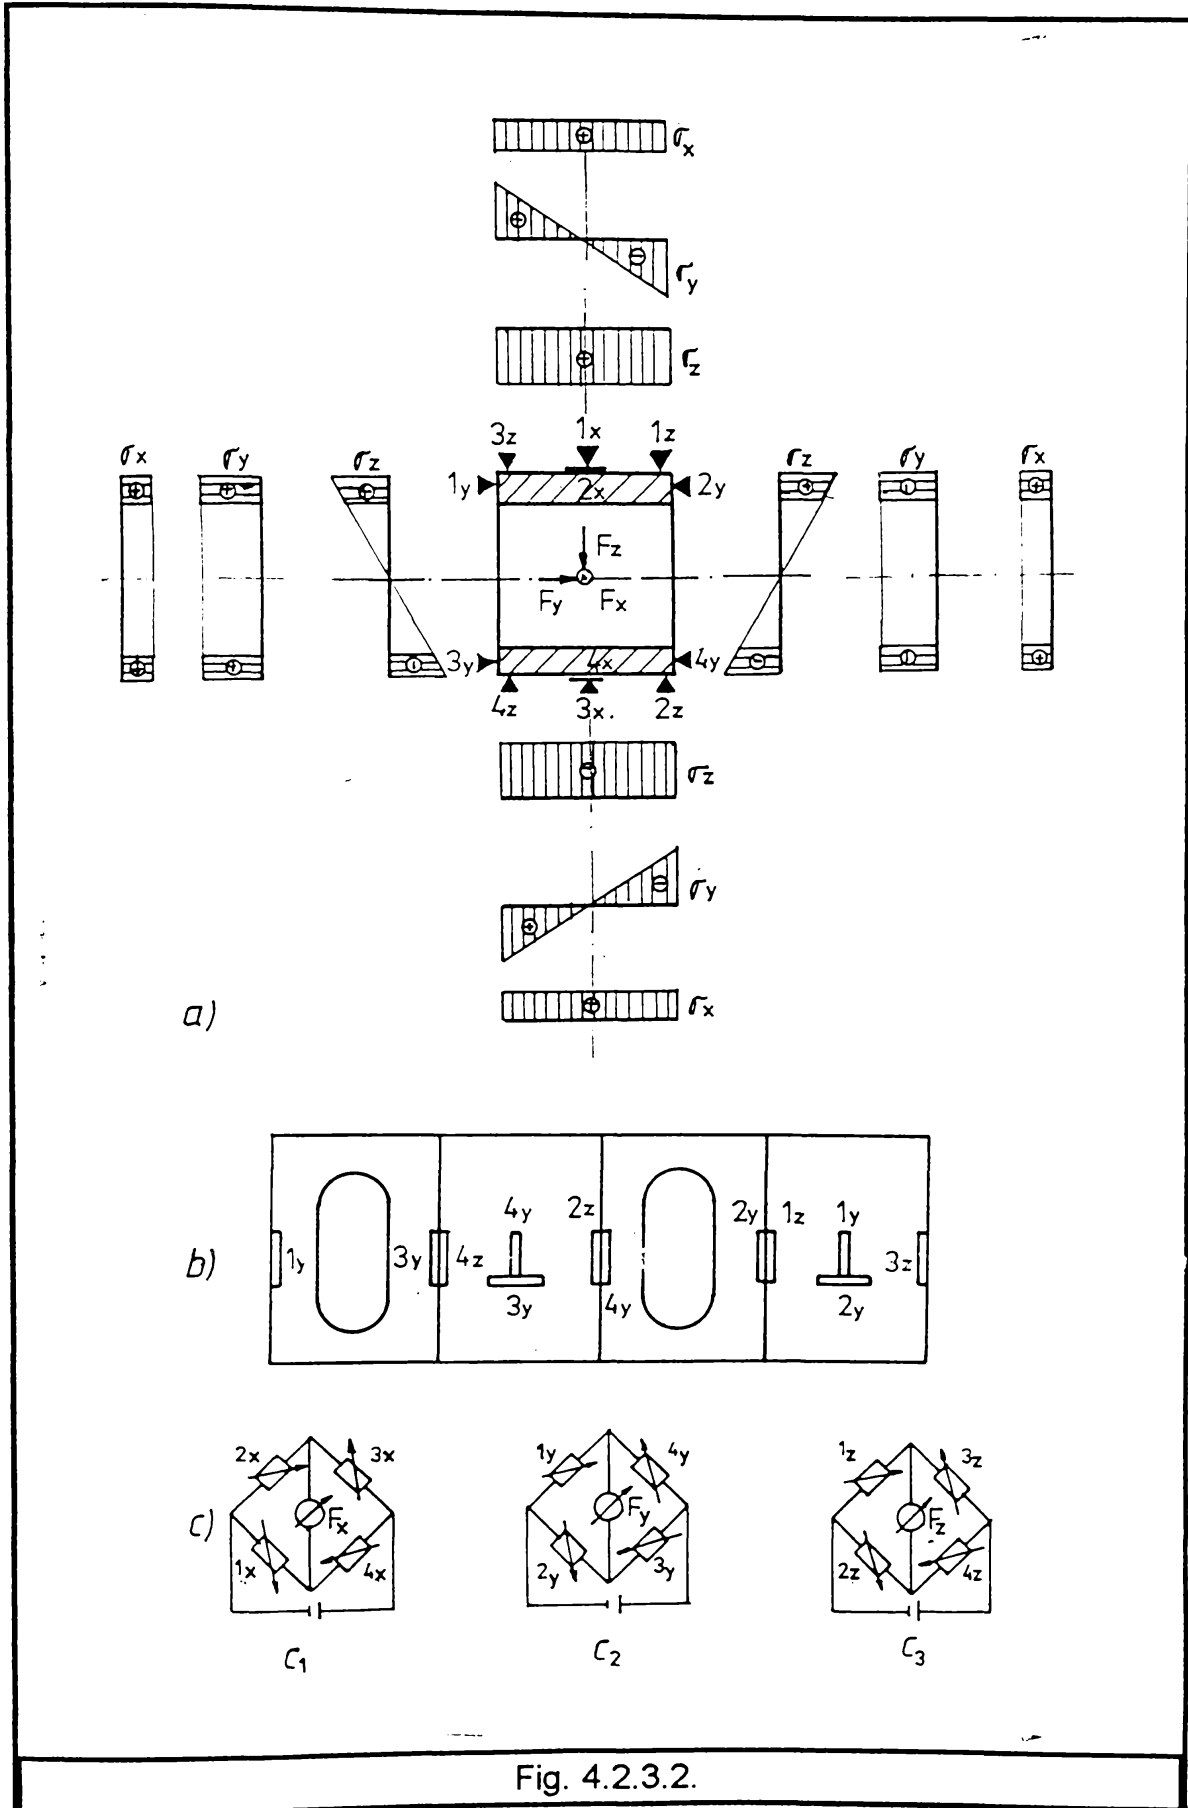 σx
σy
σz
3z 1x 1z
σx σy σz σz σy σx
1y 2x 2y
Fz
Fy Fx
3y 4x 4y
4z 3x. 2z
σz
σy
σx
a)
4y 2z 2y 1z 1y
b) 1y 3y 4z 3z
3y 4y 2y
2x 3x 1y 4y 1z 3z
c) Fx Fy Fz
1x 4x 2y 3y 2z 4z
C1 C2 C3
Fig. 4.2.3.2.